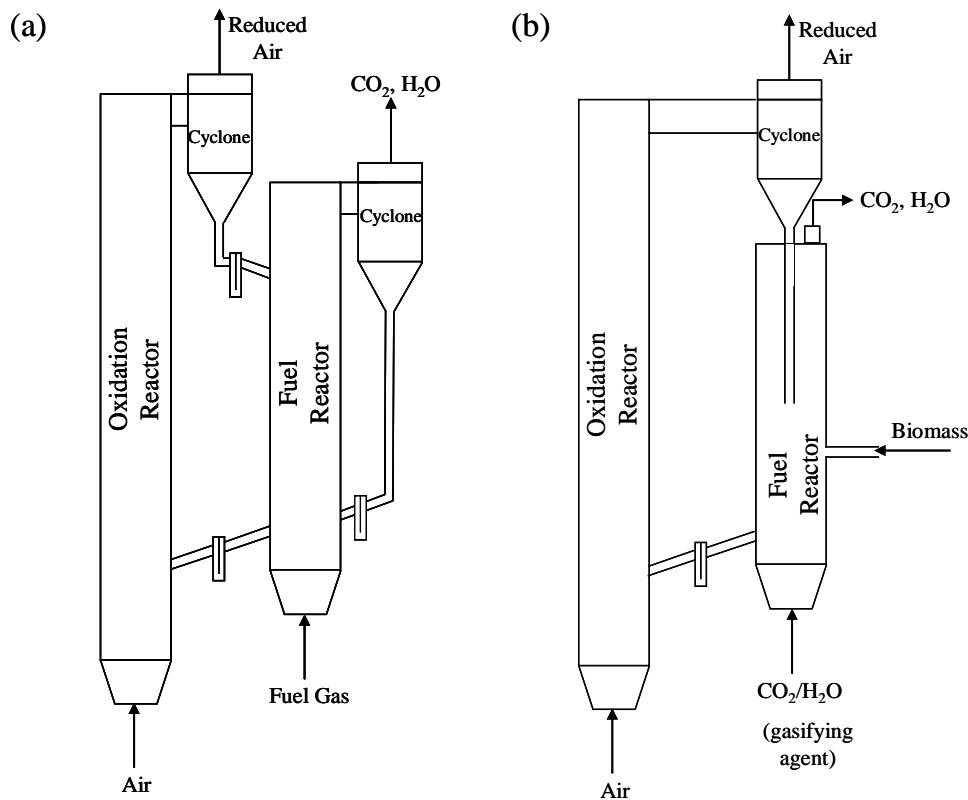 (a)
Reduced
Air
CO₂, H₂O
Cyclone
Cyclone
Oxidation
Reactor
Fuel
Reactor
Fuel Gas
Air
(b)
Reduced
Air
Cyclone
CO₂, H₂O
Oxidation
Reactor
Biomass
Fuel
Reactor
CO₂/H₂O
(gasifying
agent)
Air